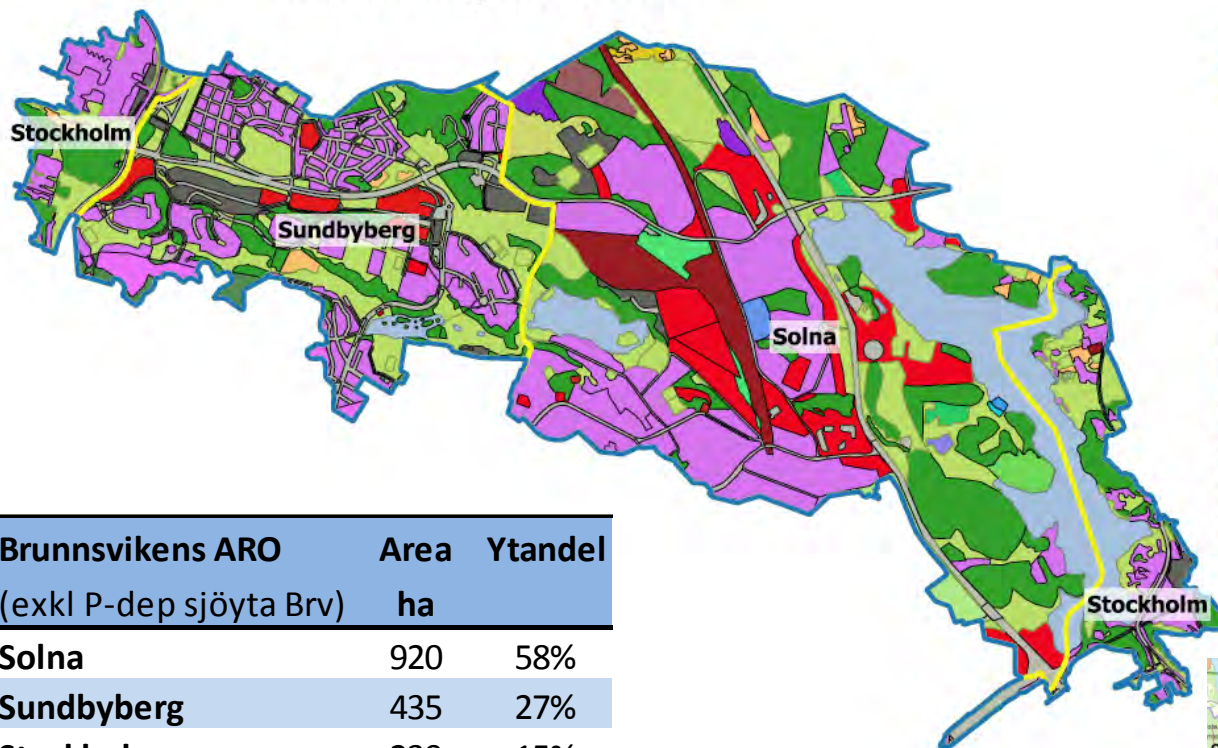 Stockholm
Sundbyberg
Solna
Stockholm
Brunnsvikens ARO Area Ytandel
(exkl P-dep sjöyta Brv) ha
Solna 920 58%
Sundbyberg 435 27%